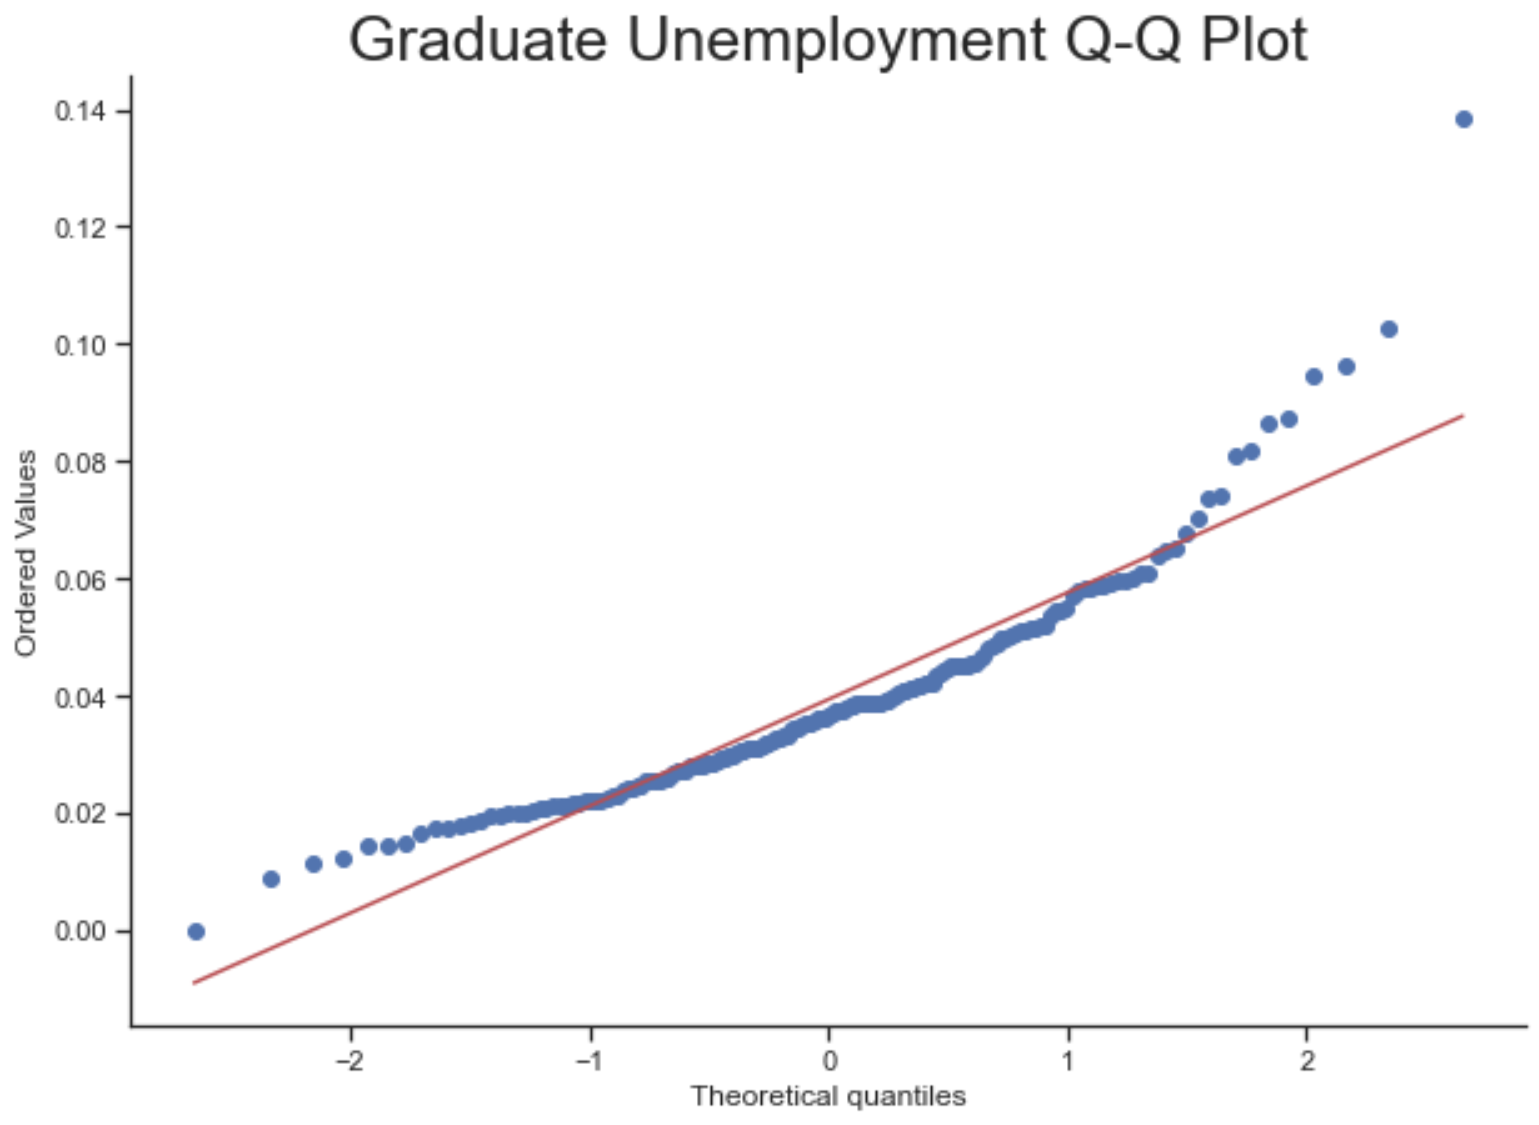 Graduate Unemployment Q-Q Plot
0.14
0.12
0.10
0.08
0.06
0.04
0.02
0.00
Ordered Values
−2 −1 0 1 2
Theoretical quantiles